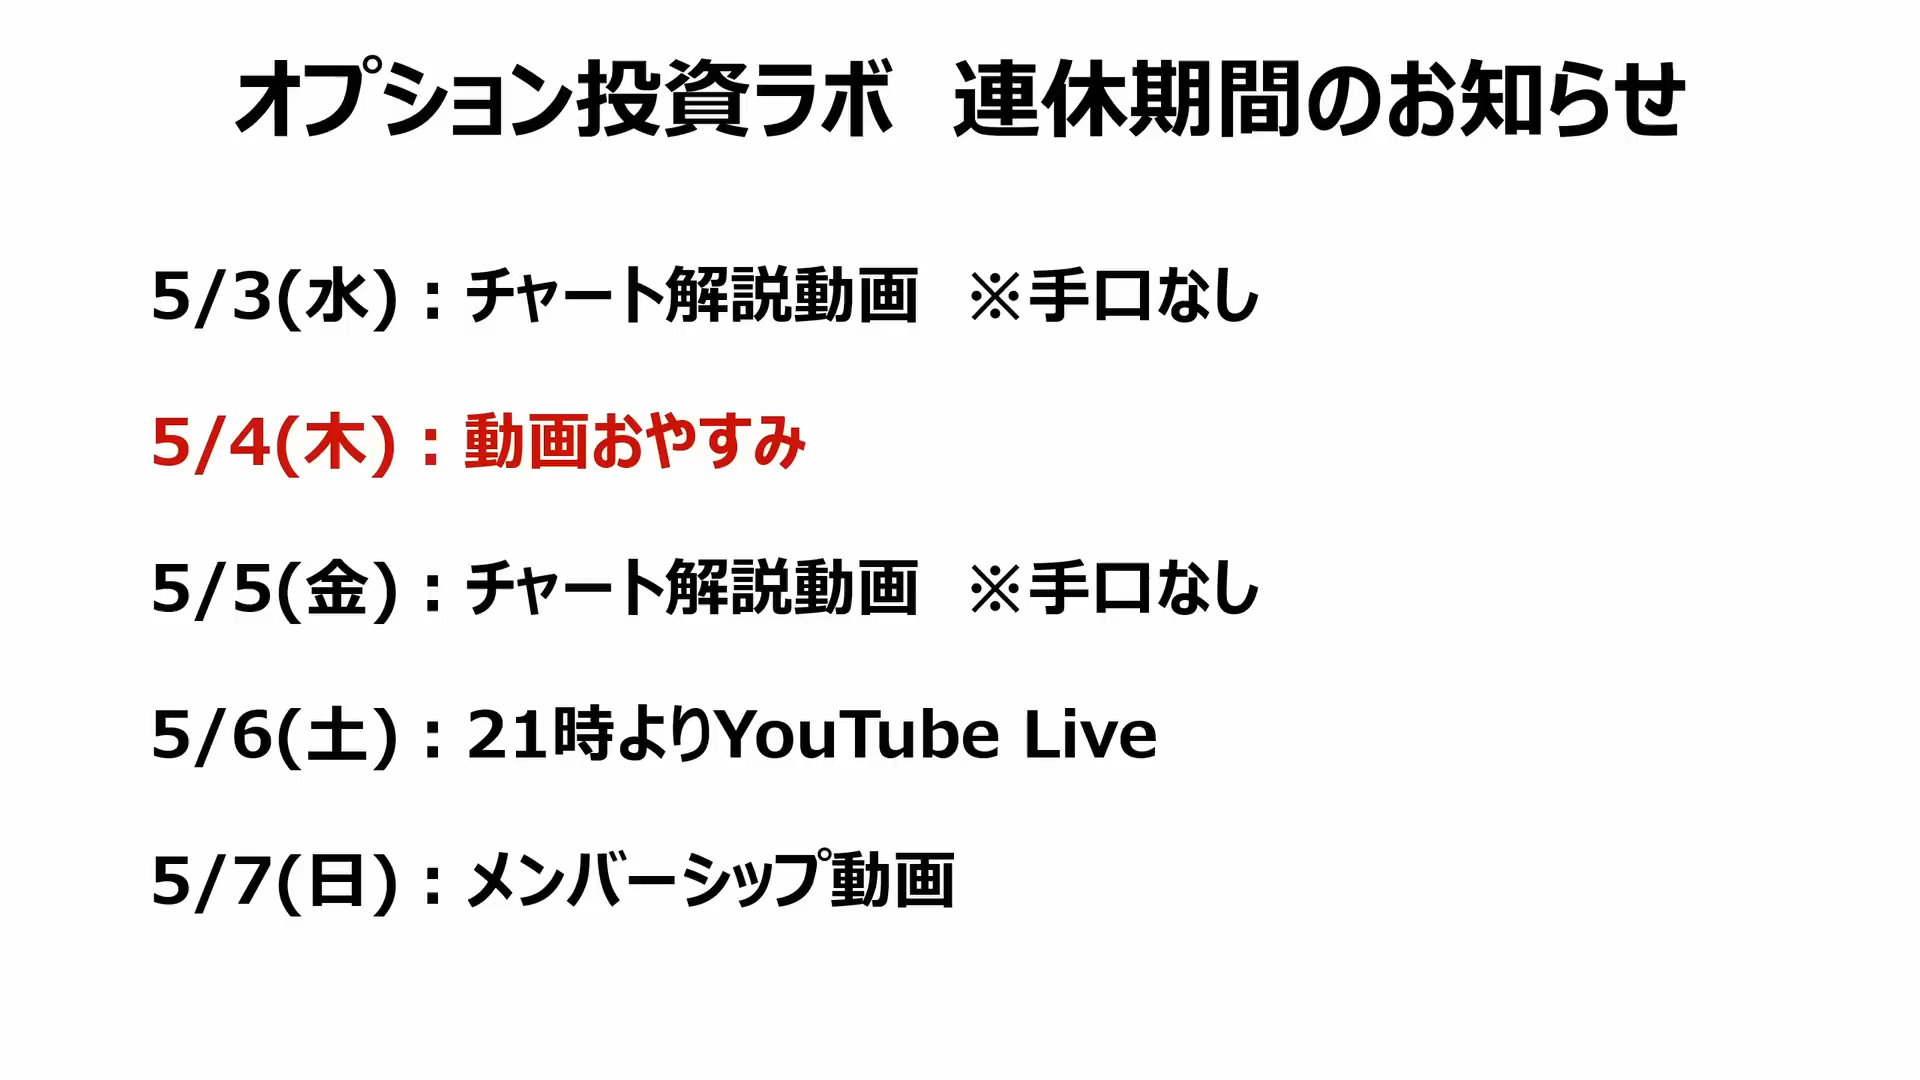 オプション投資ラボ　連休期間のお知らせ
5/3(水)：チャート解説動画　※手口なし
5/4(木)：動画おやすみ
5/5(金)：チャート解説動画　※手口なし
5/6(土)：21時よりYouTube Live
5/7(日)：メンバーシップ動画